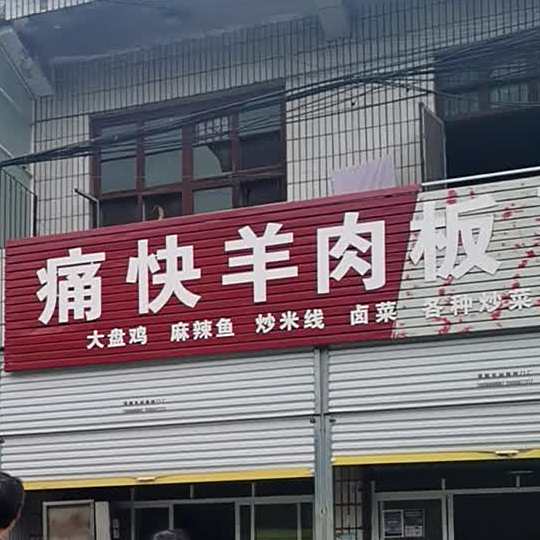 痛快羊肉板
大盘鸡 麻辣鱼 炒米线 卤菜 各种炒菜